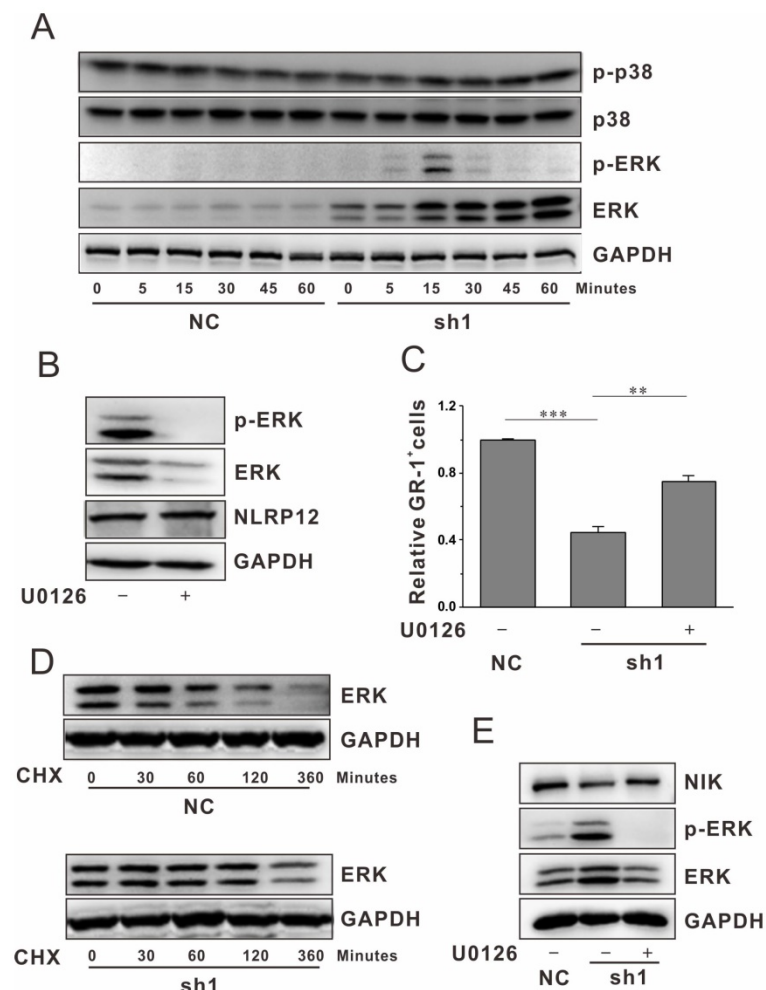 A
p-p38
p38
p-ERK
ERK
GAPDH
0 5 15 30 45 60 0 5 15 30 45 60 Minutes
NC sh1
B
p-ERK
ERK
NLRP12
GAPDH
U0126 − +
C
Relative GR-1+cells
1.2
0.8
0.4
0.0
*** **
U0126 − − +
NC sh1
D
ERK
GAPDH
CHX 0 30 60 120 360 Minutes
NC
ERK
GAPDH
CHX 0 30 60 120 360 Minutes
sh1
E
NIK
p-ERK
ERK
GAPDH
U0126 − − +
NC sh1